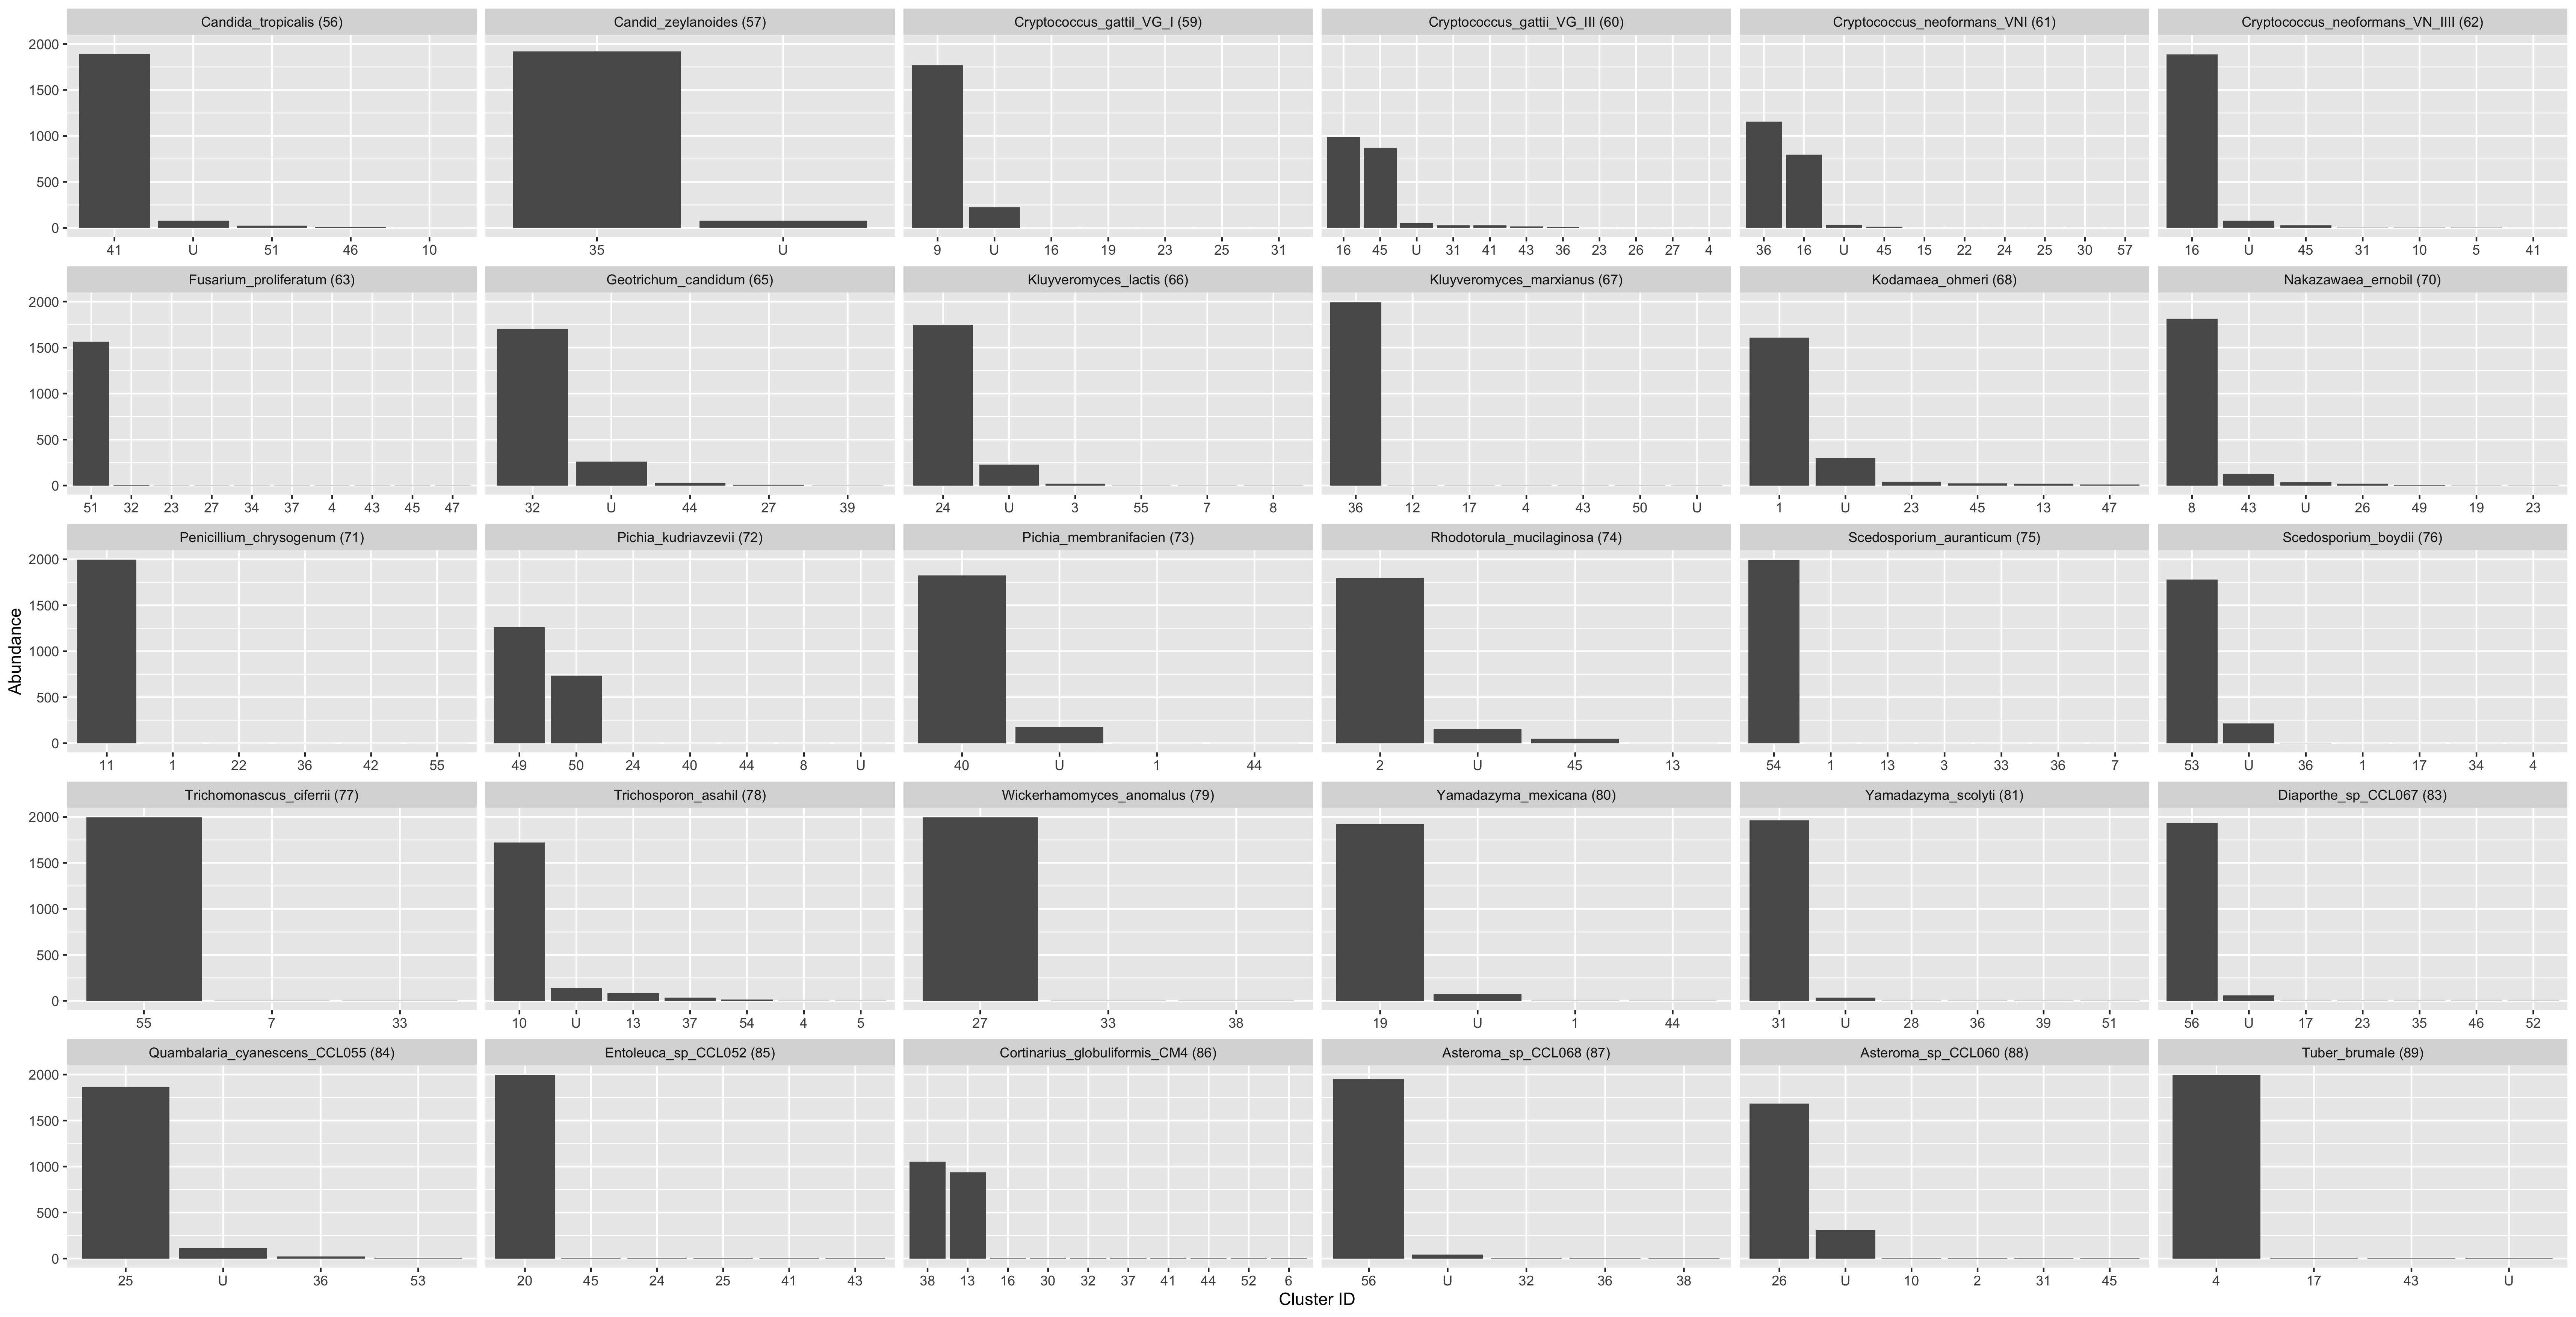 Candida_tropicalis (56) Candid_zeylanoides (57) Cryptococcus_gattil_VG_I (59) Cryptococcus_gattii_VG_III (60) Cryptococcus_neoformans_VNI (61) Cryptococcus_neoformans_VN_IIII (62)
2000
1500
1000
500
0
41 U 51 46 10 35 U 9 U 16 19 23 25 31 16 45 U 31 41 43 36 23 26 27 4 36 16 U 45 15 22 24 25 30 57 16 U 45 31 10 5 41
Fusarium_proliferatum (63) Geotrichum_candidum (65) Kluyveromyces_lactis (66) Kluyveromyces_marxianus (67) Kodamaea_ohmeri (68) Nakazawaea_ernobil (70)
2000
1500
1000
500
0
51 32 23 27 34 37 4 43 45 47 32 U 44 27 39 24 U 3 55 7 8 36 12 17 4 43 50 U 1 U 23 45 13 47 8 43 U 26 49 19 23
Penicillium_chrysogenum (71) Pichia_kudriavzevii (72) Pichia_membranifacien (73) Rhodotorula_mucilaginosa (74) Scedosporium_auranticum (75) Scedosporium_boydii (76)
2000
1500
1000
500
0
Abundance
11 1 22 36 42 55 49 50 24 40 44 8 U 40 U 1 44 2 U 45 13 54 1 13 3 33 36 7 53 U 36 1 17 34 4
Trichomonascus_ciferrii (77) Trichosporon_asahil (78) Wickerhamomyces_anomalus (79) Yamadazyma_mexicana (80) Yamadazyma_scolyti (81) Diaporthe_sp_CCL067 (83)
2000
1500
1000
500
0
55 7 33 10 U 13 37 54 4 5 27 33 38 19 U 1 44 31 U 28 36 39 51 56 U 17 23 35 46 52
Quambalaria_cyanescens_CCL055 (84) Entoleuca_sp_CCL052 (85) Cortinarius_globuliformis_CM4 (86) Asteroma_sp_CCL068 (87) Asteroma_sp_CCL060 (88) Tuber_brumale (89)
2000
1500
1000
500
0
25 U 36 53 20 45 24 25 41 43 38 13 16 30 32 37 41 44 52 6 56 U 32 36 38 26 U 10 2 31 45 4 17 43 U
Cluster ID